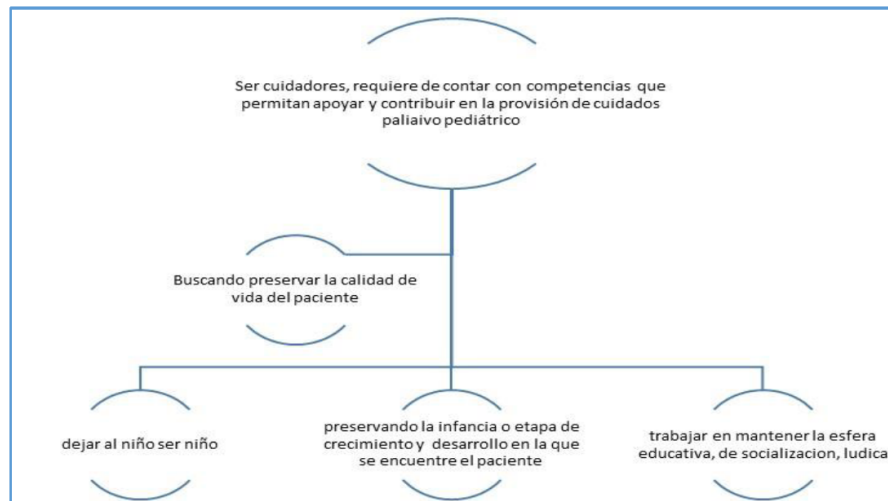 Ser cuidadores, requiere de contar con competencias que
permitan apoyar y contribuir en la provisión de cuidados
paliaivo pediátrico
Buscando preservar la calidad de
vida del paciente
dejar al niño ser niño
preservando la infancia o etapa de
crecimiento y desarrollo en la que
se encuentre el paciente
trabajar en mantener la esfera
educativa, de socializacion, ludica